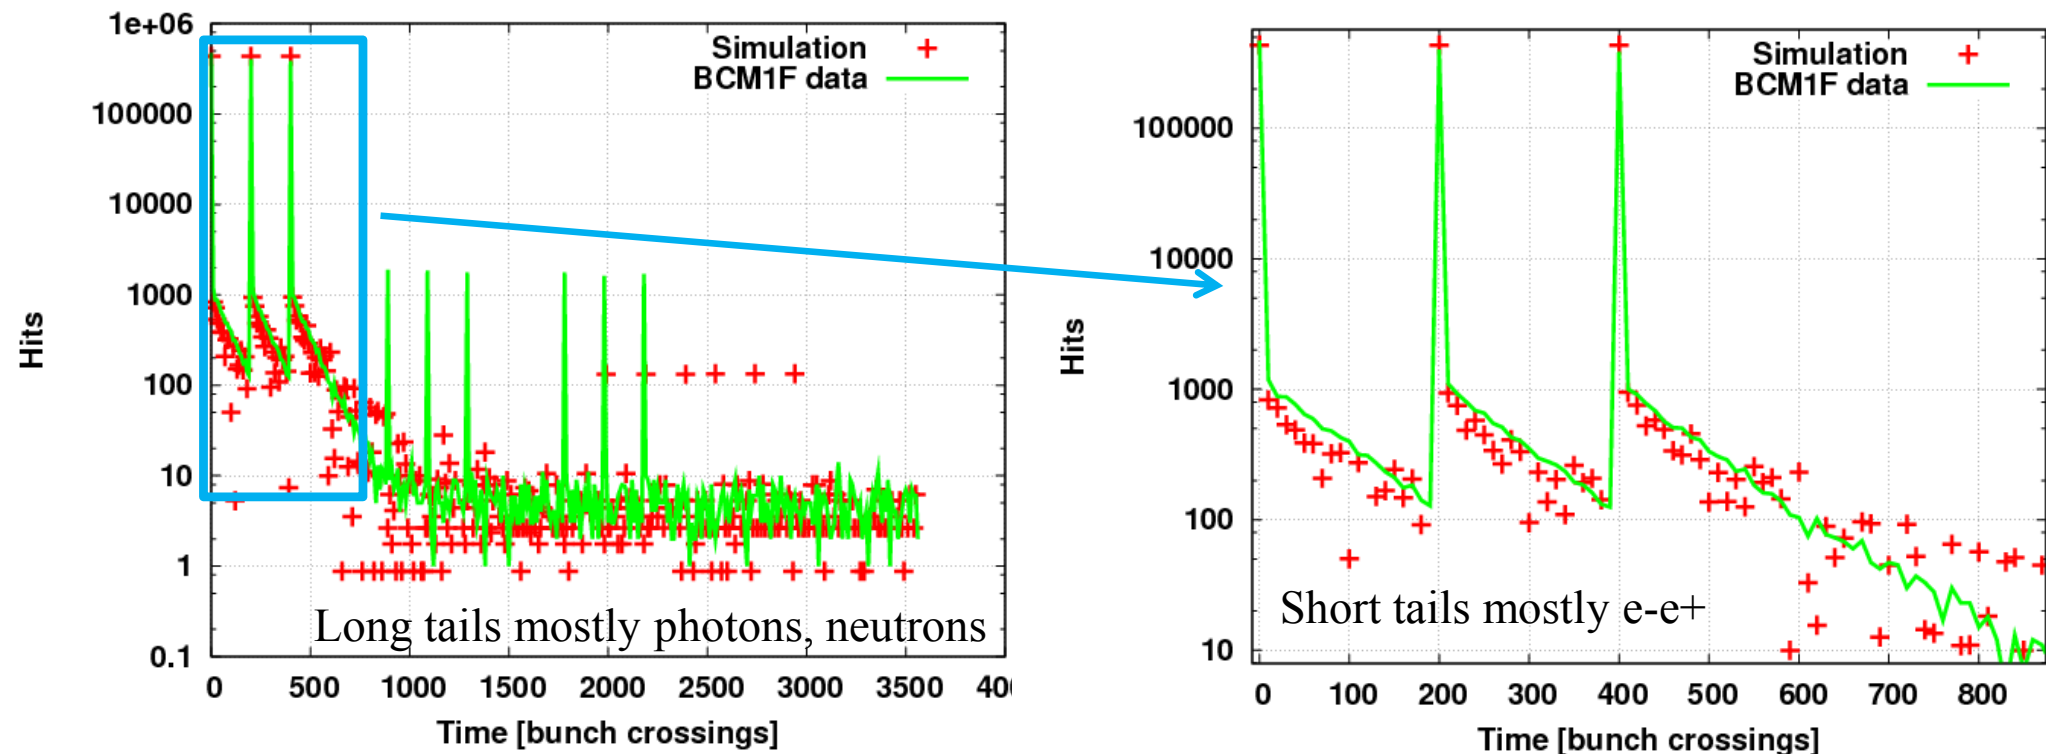 1e+06
100000
10000
1000
100
10
1
0.1
Hits
Simulation
BCM1F data
Long tails mostly photons, neutrons
0 500 1000 1500 2000 2500 3000 3500 400
Time [bunch crossings]
100000
10000
1000
100
10
Hits
Simulation
BCM1F data
Short tails mostly e-e+
0 100 200 300 400 500 600 700 800
Time [bunch crossings]